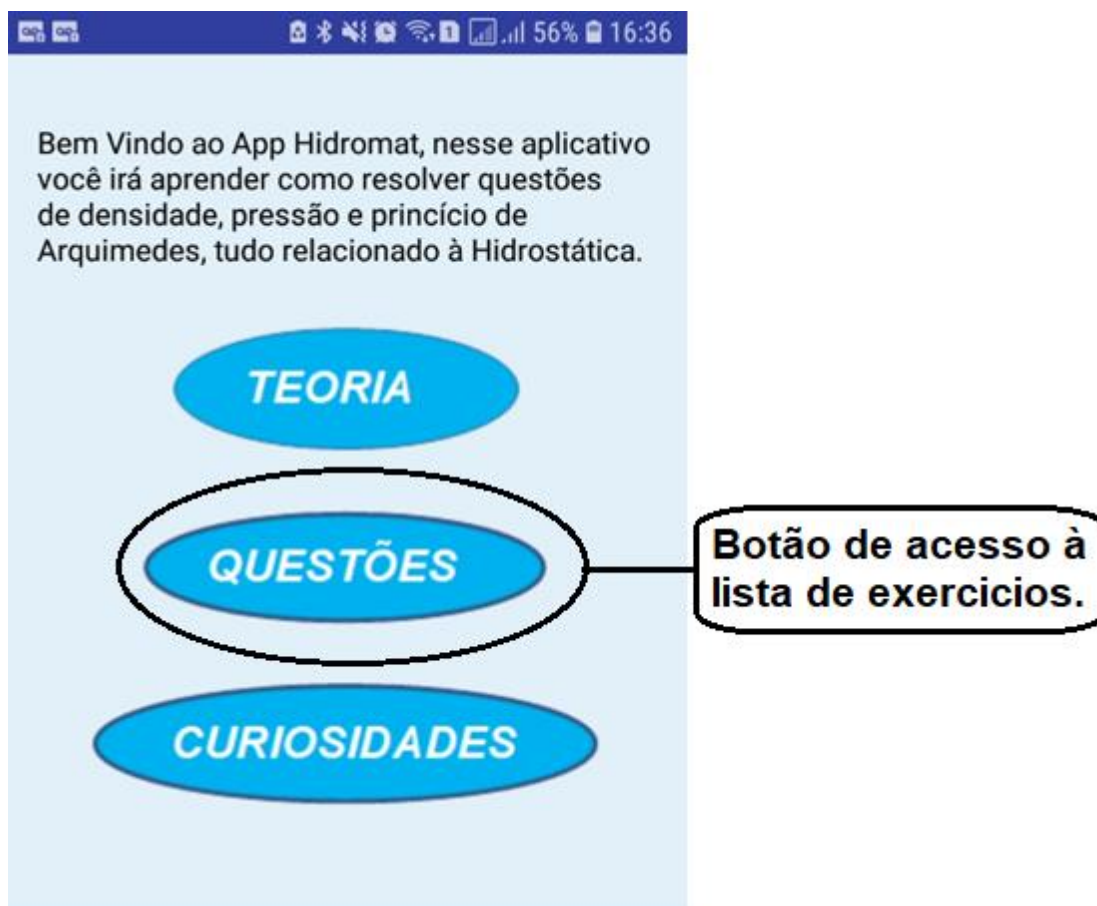 56% 16:36
Bem Vindo ao App Hidromat, nesse aplicativo
você irá aprender como resolver questões
de densidade, pressão e princício de
Arquimedes, tudo relacionado à Hidrostática.
TEORIA
QUESTÕES
Botão de acesso à
lista de exercicios.
CURIOSIDADES